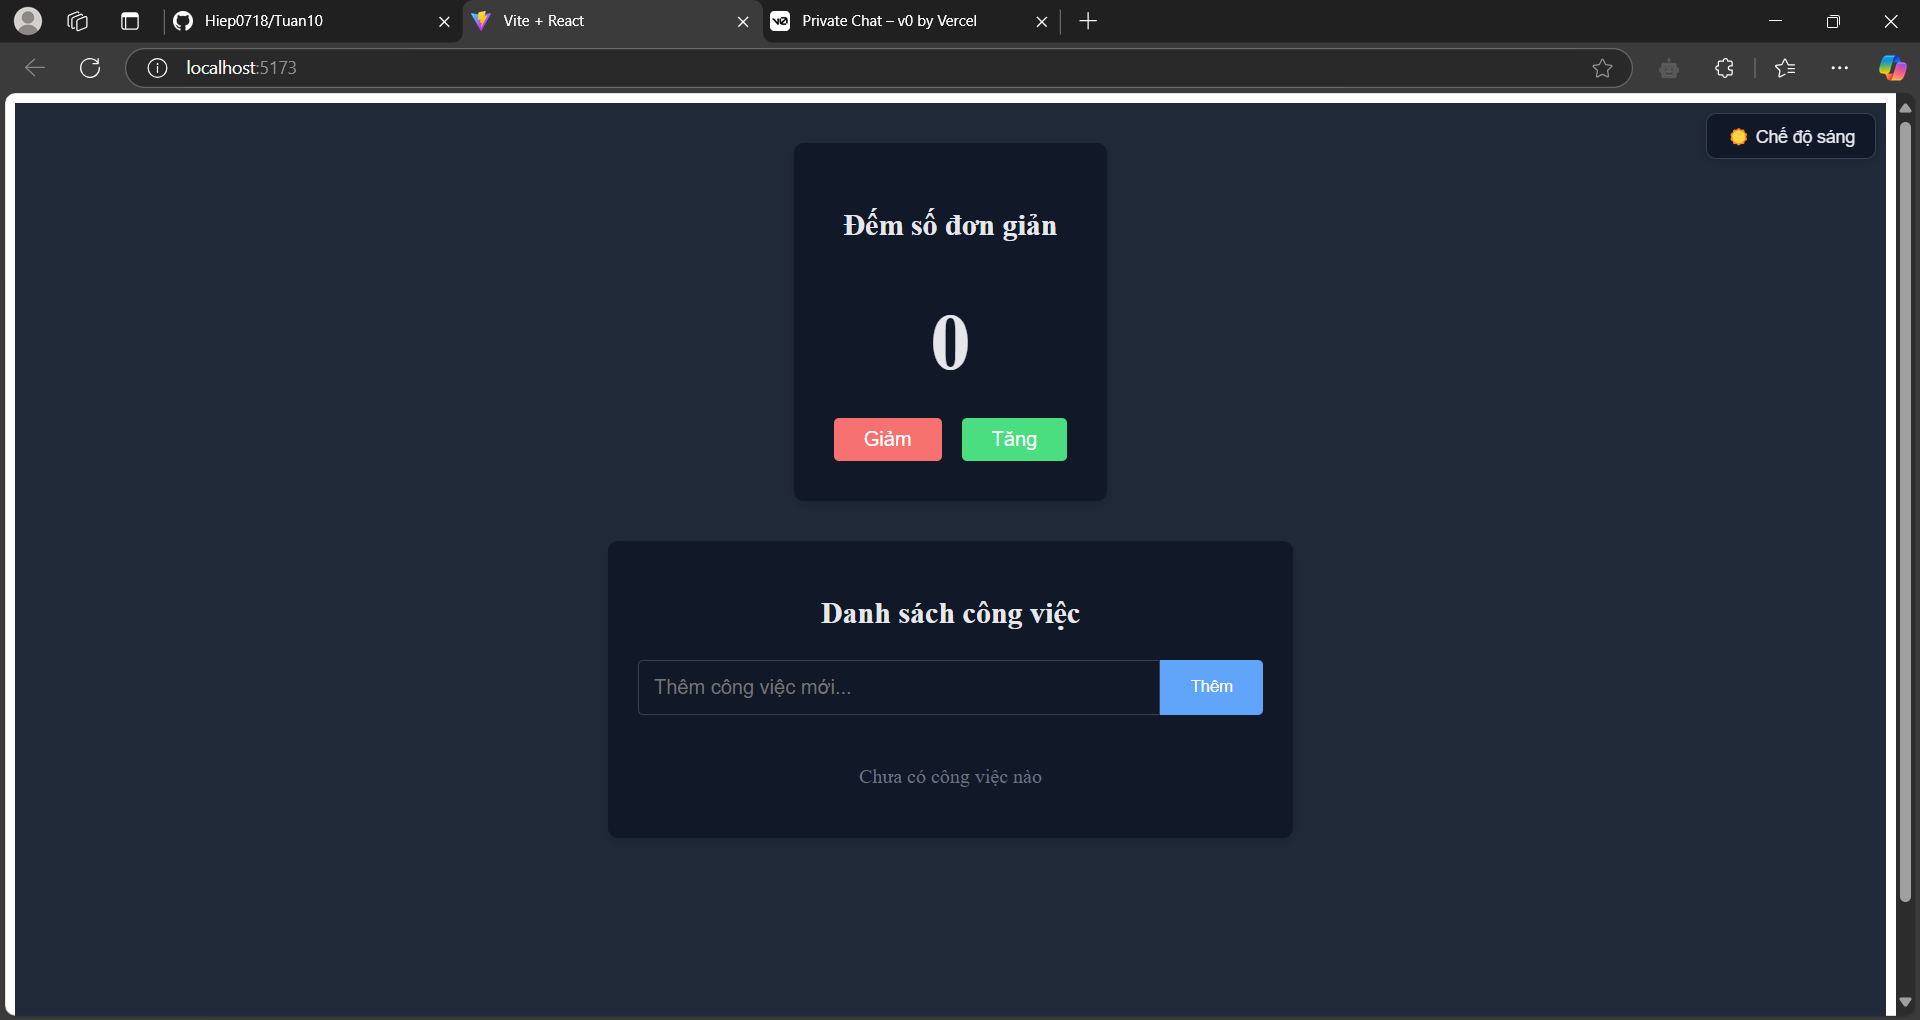 Hiep0718/Tuan10
Vite + React
Private Chat – v0 by Vercel
localhost:5173
Chế độ sáng
Đếm số đơn giản
0
Giảm
Tăng
Danh sách công việc
Thêm công việc mới...
Thêm
Chưa có công việc nào